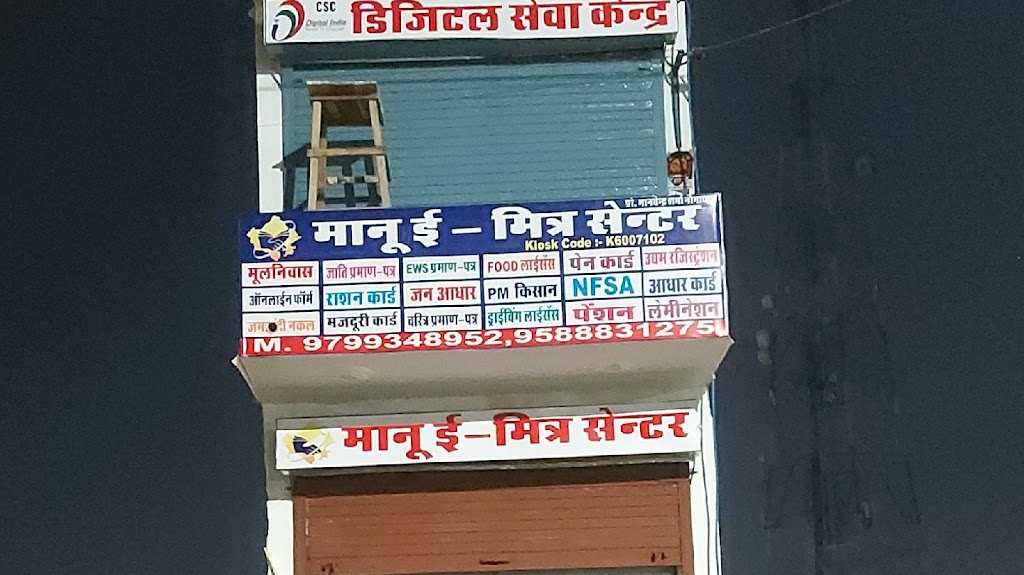 CSC
Digital India
डिजिटल सेवा केन्द्र
मानू ई - मित्र सेन्टर
Kiosk Code :- K6007102
मूलनिवास जाति प्रमाण-पत्र EWS प्रमाण-पत्र FOOD लाईसेंस पेन कार्ड उद्यम रजिस्ट्रेशन
ऑनलाईन फॉर्म राशन कार्ड जन आधार PM किसान NFSA आधार कार्ड
नकल मजदूरी कार्ड चरित्र प्रमाण-पत्र ड्राईविंग लाईसेंस पेंशन लेमीनेशन
M. 9799348952,9588831275
मानू ई-मित्र सेन्टर